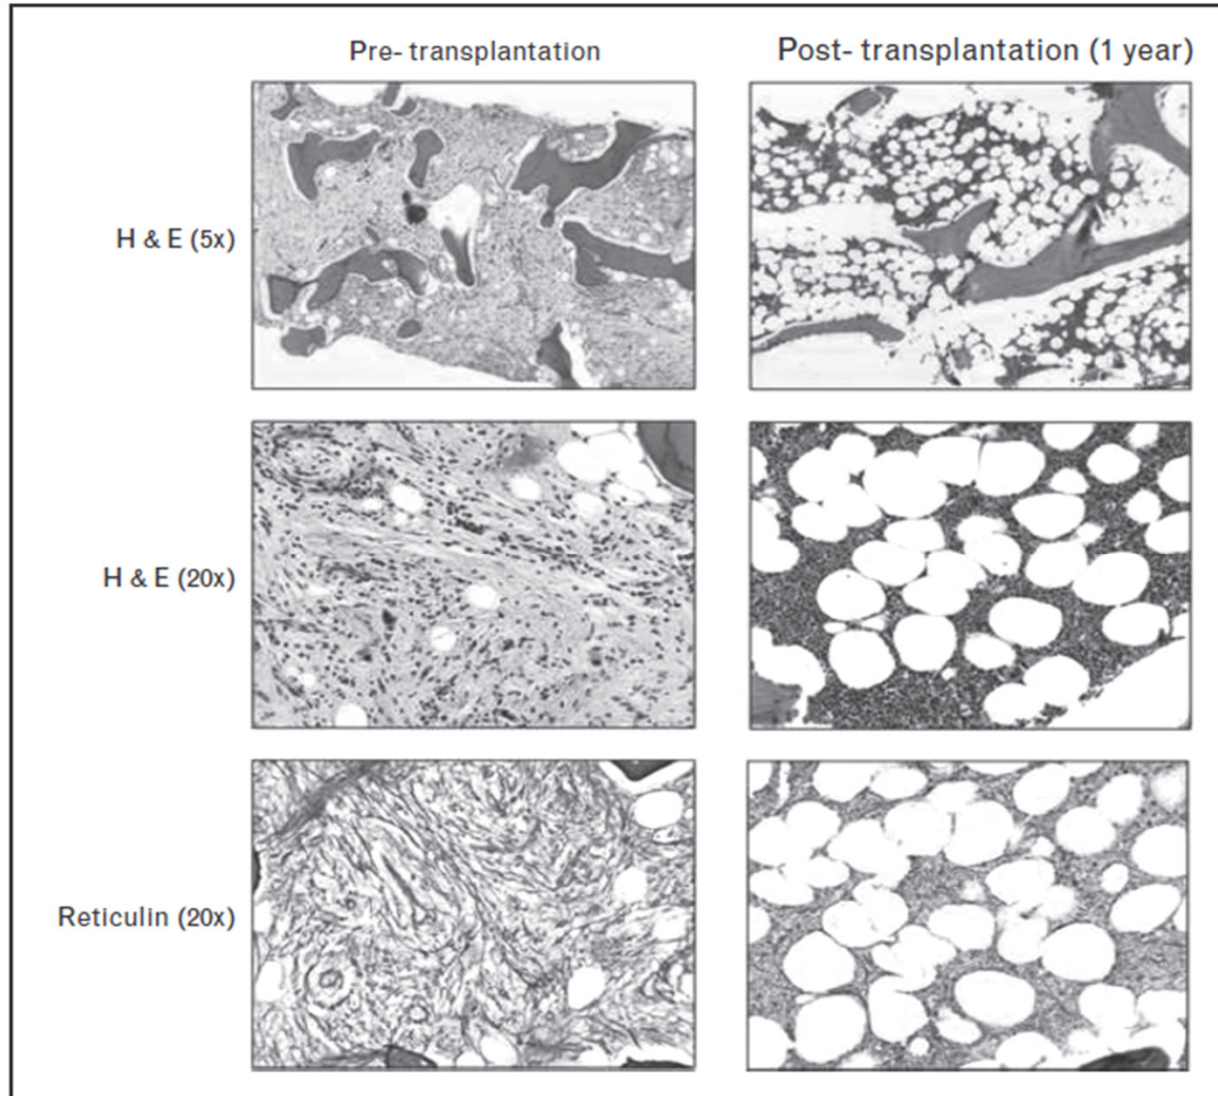 Pre- transplantation
Post- transplantation (1 year)
H & E (5x)
H & E (20x)
Reticulin (20x)